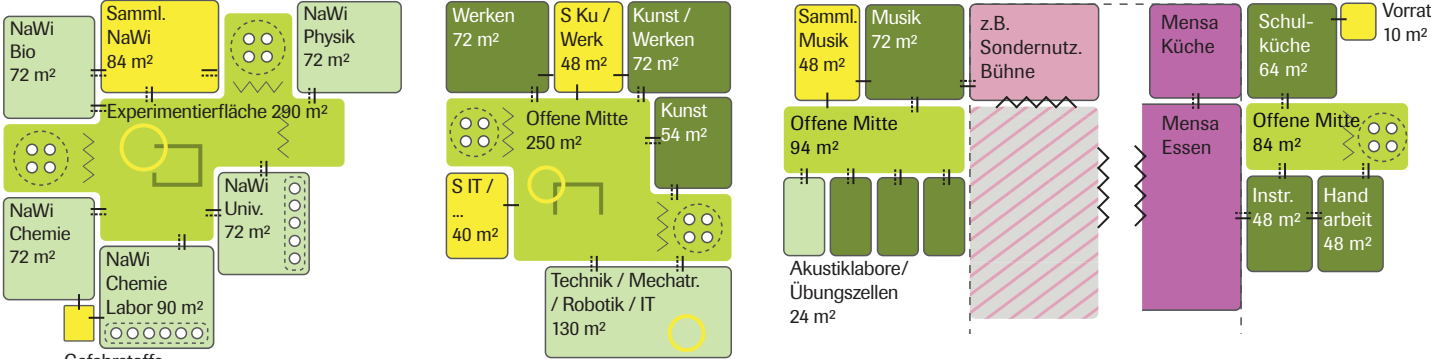 NaWi
Bio
72 m²
Samml.
NaWi
84 m²
NaWi
Physik
72 m²
Experimentierfläche 290 m²
NaWi
Chemie
72 m²
NaWi
Univ.
72 m²
NaWi
Chemie
Labor 90 m²
Gefahrstoffe
Werken
72 m²
S Ku /
Werk
48 m²
Kunst /
Werken
72 m²
Offene Mitte
250 m²
Kunst
54 m²
S IT /
...
40 m²
Technik / Mechatr.
/ Robotik / IT
130 m²
Samml.
Musik
48 m²
Musik
72 m²
z.B.
Sondernutz.
Bühne
Offene Mitte
94 m²
Akustiklabore/
Übungszellen
24 m²
Mensa
Küche
Mensa
Essen
Schul-
küche
64 m²
Vorrat
10 m²
Offene Mitte
84 m²
Instr.
48 m²
Hand
arbeit
48 m²